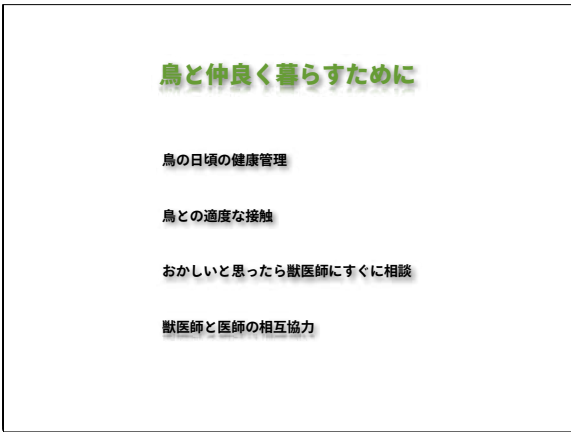 鳥と仲良く暮らすために
鳥の日頃の健康管理
鳥との適度な接触
おかしいと思ったら獣医師にすぐに相談
獣医師と医師の相互協力